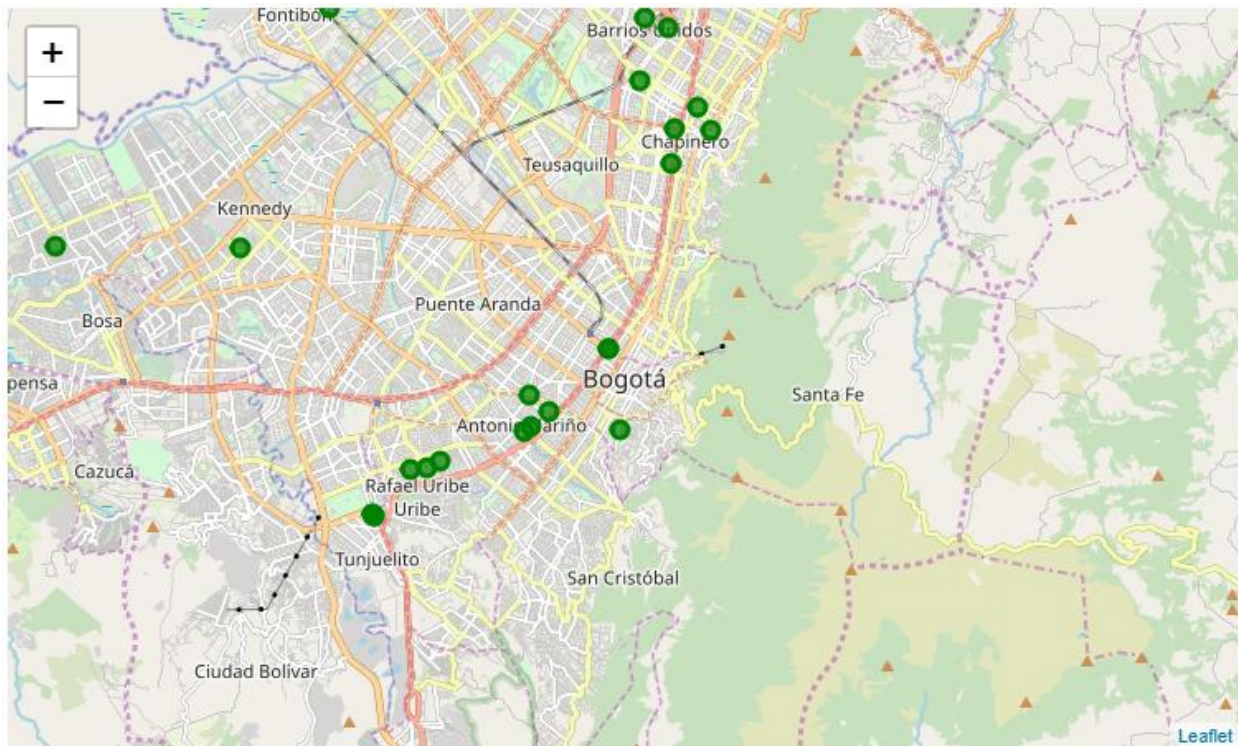 Fontibón
Barrios Unidos
+
−
Chapinero
Teusaquillo
Kennedy
Puente Aranda
Bosa
Bogotá
pensa
Santa Fe
Antonio Nariño
Cazucá
Rafael Uribe
Uribe
Tunjuelito
San Cristóbal
Ciudad Bolívar
Leaflet